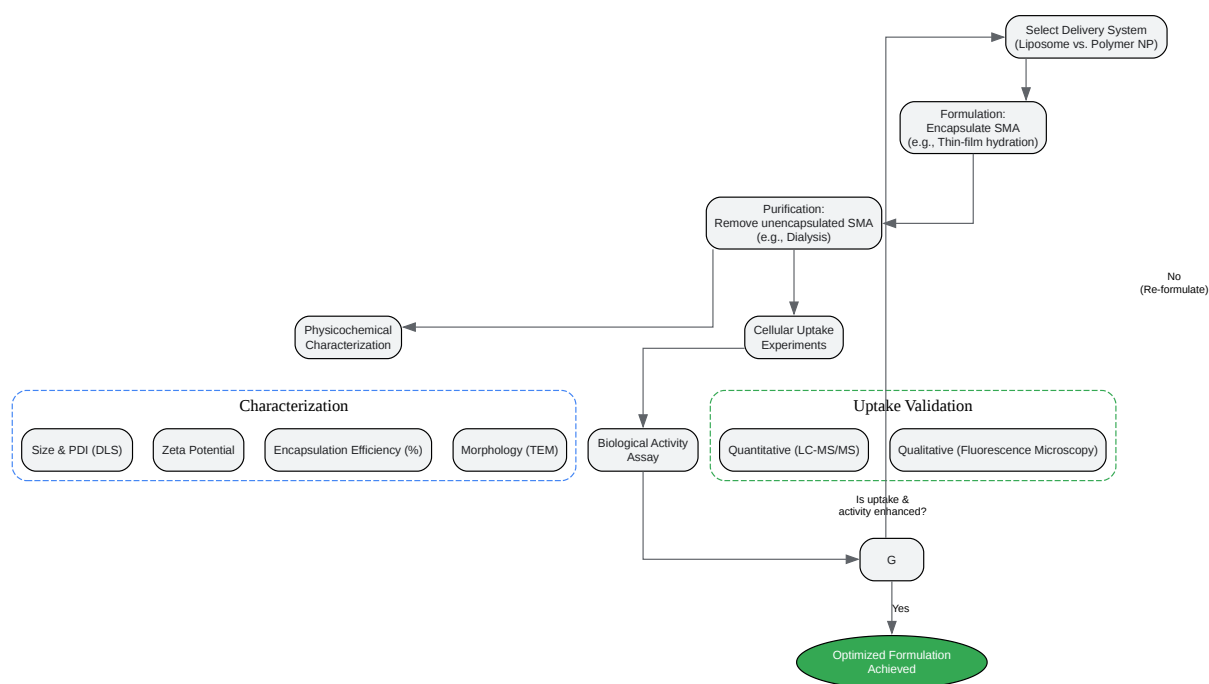 Select Delivery System
(Liposome vs. Polymer NP)
Formulation:
Encapsulate SMA
(e.g., Thin-film hydration)
Purification:
Remove unencapsulated SMA
(e.g., Dialysis)
No
(Re-formulate)
Physicochemical
Characterization
Cellular Uptake
Experiments
Characterization
Size & PDI (DLS)
Zeta Potential
Encapsulation Efficiency (%)
Morphology (TEM)
Biological Activity
Assay
Uptake Validation
Quantitative (LC-MS/MS)
Qualitative (Fluorescence Microscopy)
Is uptake &
activity enhanced?
G
Yes
Optimized Formulation
Achieved